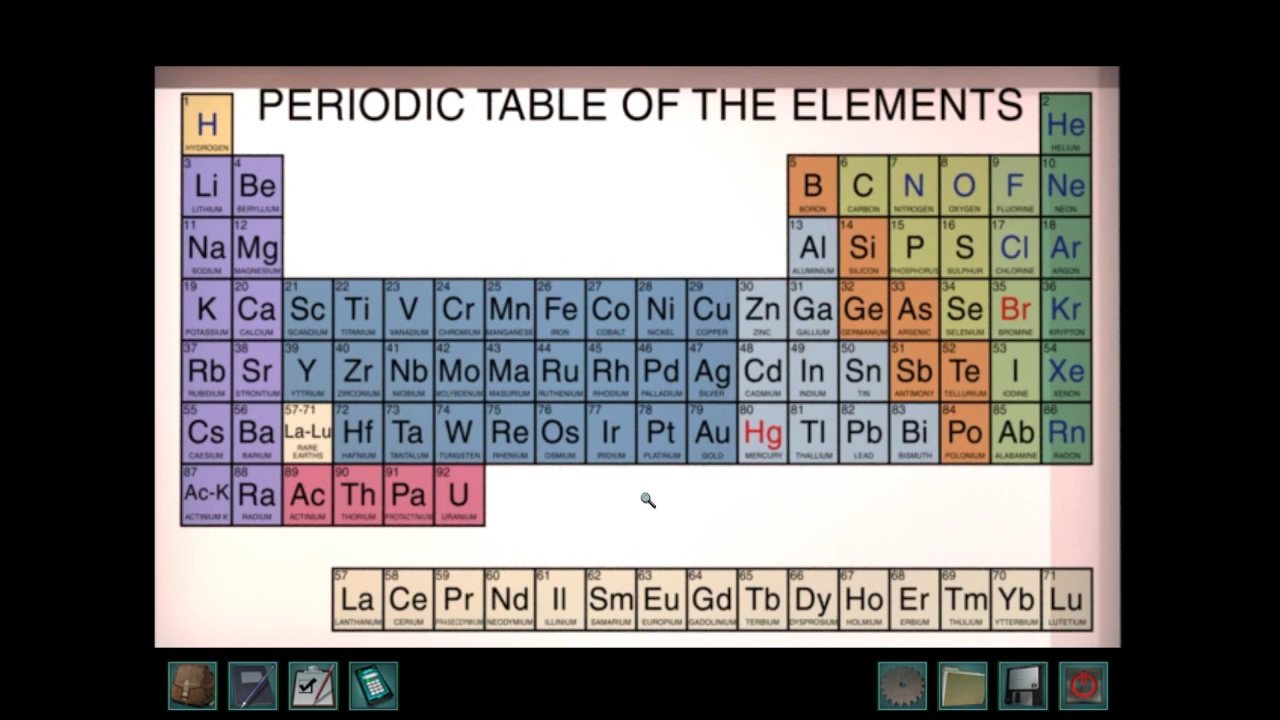 PERIODIC TABLE OF THE ELEMENTS
1 2
H He
HYDROGEN HELIUM
3 4 5 6 7 8 9 10
Li Be B C N O F Ne
LITHIUM BERYLLIUM BORON CARBON NITROGEN OXYGEN FLUORINE NEON
11 12 13 14 15 16 17 18
Na Mg Al Si P S Cl Ar
SODIUM MAGNESIUM ALUMINIUM SILICON PHOSPHORUS SULPHUR CHLORINE ARGON
19 20 21 22 23 24 25 26 27 28 29 30 31 32 33 34 35 36
K Ca Sc Ti V Cr Mn Fe Co Ni Cu Zn Ga Ge As Se Br Kr
POTASSIUM CALCIUM SCANDIUM TITANIUM VANADIUM CHROMIUM MANGANESE IRON COBALT NICKEL COPPER ZINC GALLIUM GERMANIUM ARSENIC SELENIUM BROMINE KRYPTON
37 38 39 40 41 42 43 44 45 46 47 48 49 50 51 52 53 54
Rb Sr Y Zr Nb Mo Ma Ru Rh Pd Ag Cd In Sn Sb Te I Xe
RUBIDIUM STRONTIUM YTTRIUM ZIRCONIUM NIOBIUM MOLYBDENUM MASURIUM RUTHENIUM RHODIUM PALLADIUM SILVER CADMIUM INDIUM TIN ANTIMONY TELLURIUM IODINE XENON
55 56 57-71 72 73 74 75 76 77 78 79 80 81 82 83 84 85 86
Cs Ba La-Lu Hf Ta W Re Os Ir Pt Au Hg Tl Pb Bi Po Ab Rn
CAESIUM BARIUM RARE EARTHS HAFNIUM TANTALUM TUNGSTEN RHENIUM OSMIUM IRIDIUM PLATINUM GOLD MERCURY THALLIUM LEAD BISMUTH POLONIUM ALABAMINE RADON
87 88 89 90 91 92
Ac-K Ra Ac Th Pa U
ACTINIUM K RADIUM ACTINIUM THORIUM PROTACTINIUM URANIUM
57 58 59 60 61 62 63 64 65 66 67 68 69 70 71
La Ce Pr Nd Il Sm Eu Gd Tb Dy Ho Er Tm Yb Lu
LANTHANUM CERIUM PRASEODYMIUM NEODYMIUM ILLINIUM SAMARIUM EUROPIUM GADOLINIUM TERBIUM DYSPROSIUM HOLMIUM ERBIUM THULIUM YTTERBIUM LUTETIUM